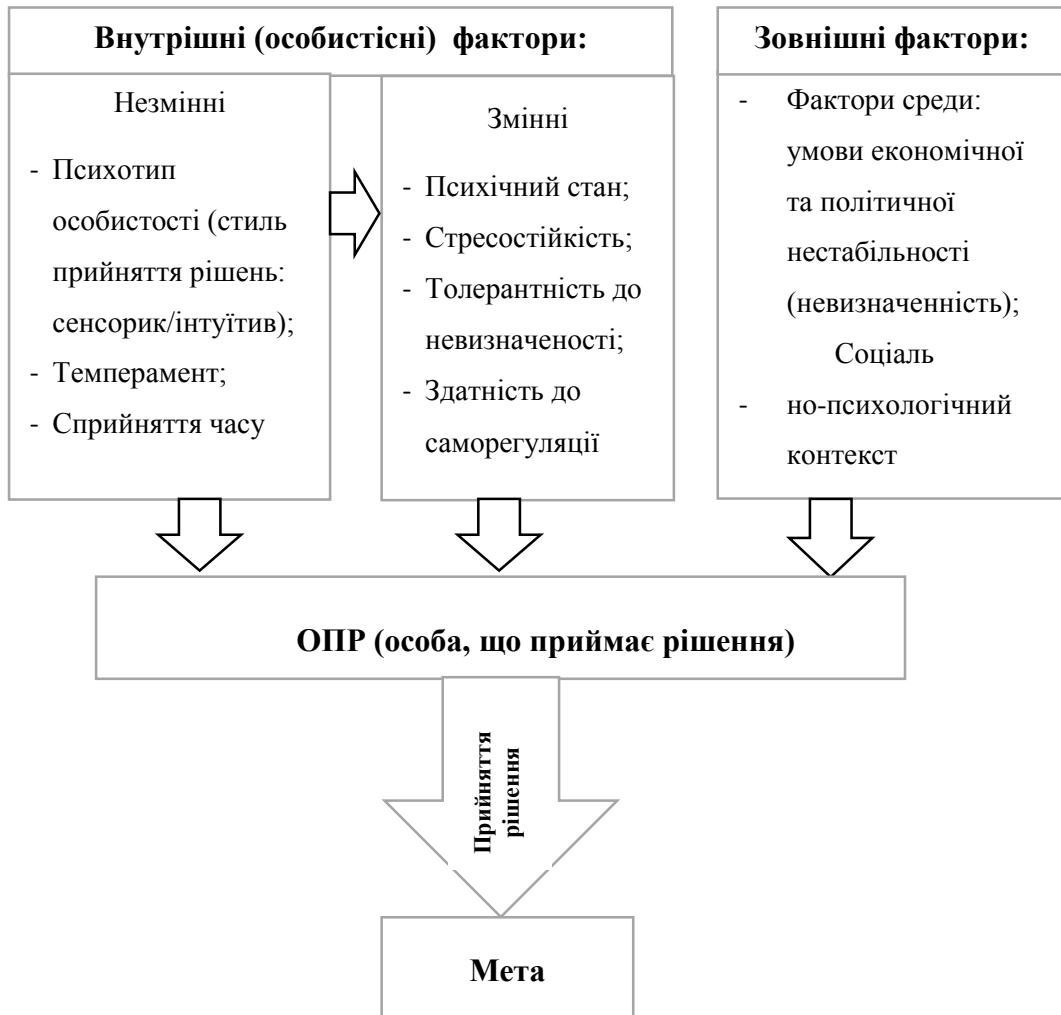 Внутрішні (особистісні) фактори:
Незмінні
- Психотип
особистості (стиль
прийняття рішень:
сенсорик/інтуїтив);
- Темперамент;
- Сприйняття часу
Змінні
- Психічний стан;
- Стресостійкість;
- Толерантність до
невизначеності;
- Здатність до
саморегуляції
Зовнішні фактори:
- Фактори среди:
умови економічної
та політичної
нестабільності
(невизначенність);
Соціаль
- но-психологічний
контекст
ОПР (особа, що приймає рішення)
Прийняття
рішення
Мета